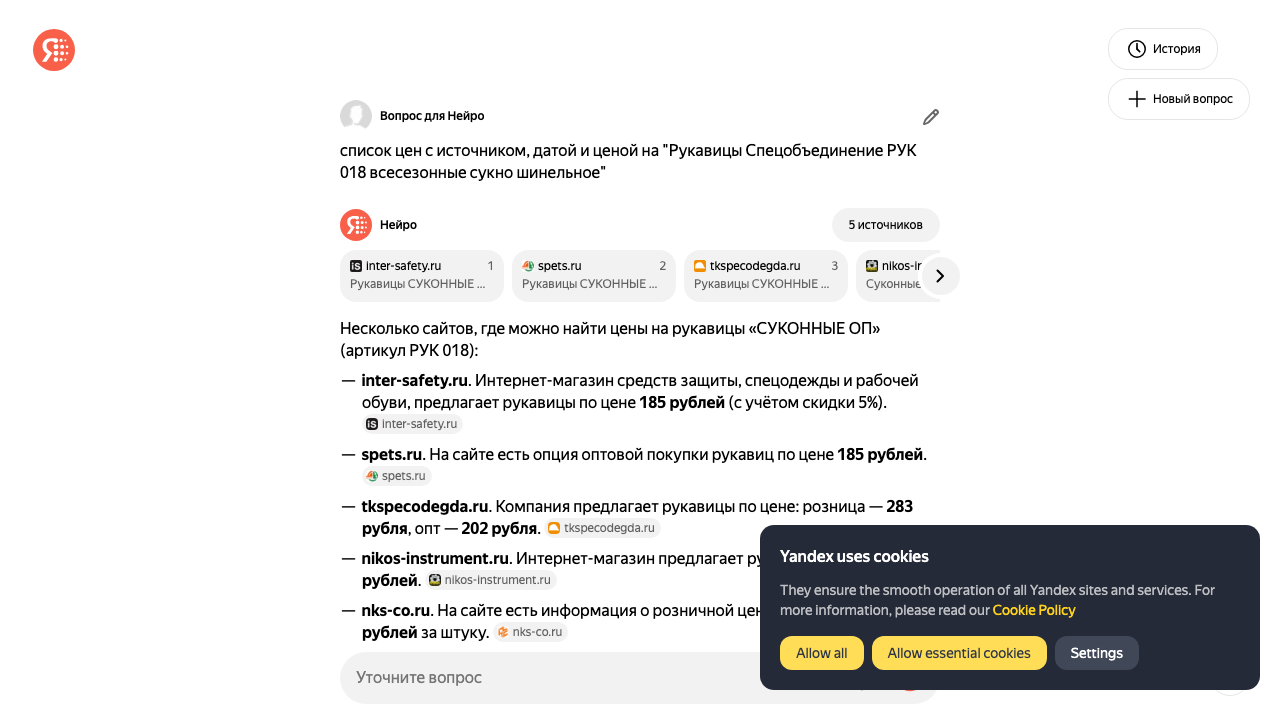 История
Новый вопрос
Вопрос для Нейро
список цен с источником, датой и ценой на "Рукавицы Спецобъединение РУК
018 всесезонные сукно шинельное"
Нейро
5 источников
inter-safety.ru 1
Рукавицы СУКОННЫЕ ...
spets.ru 2
Рукавицы СУКОННЫЕ ...
tkspecodegda.ru 3
Рукавицы СУКОННЫЕ ...
nikos-ir
Суконные
Несколько сайтов, где можно найти цены на рукавицы «СУКОННЫЕ ОП»
(артикул РУК 018):
— inter-safety.ru. Интернет-магазин средств защиты, спецодежды и рабочей
обуви, предлагает рукавицы по цене 185 рублей (с учётом скидки 5%).
inter-safety.ru
— spets.ru. На сайте есть опция оптовой покупки рукавиц по цене 185 рублей.
spets.ru
— tkspecodegda.ru. Компания предлагает рукавицы по цене: розница — 283
рубля, опт — 202 рубля. tkspecodegda.ru
— nikos-instrument.ru. Интернет-магазин предлагает
рублей. nikos-instrument.ru
— nks-co.ru. На сайте есть информация о розничной
рублей за штуку. nks-co.ru
Уточните вопрос
Yandex uses cookies
They ensure the smooth operation of all Yandex sites and services. For
more information, please read our Cookie Policy
Allow all
Allow essential cookies
Settings